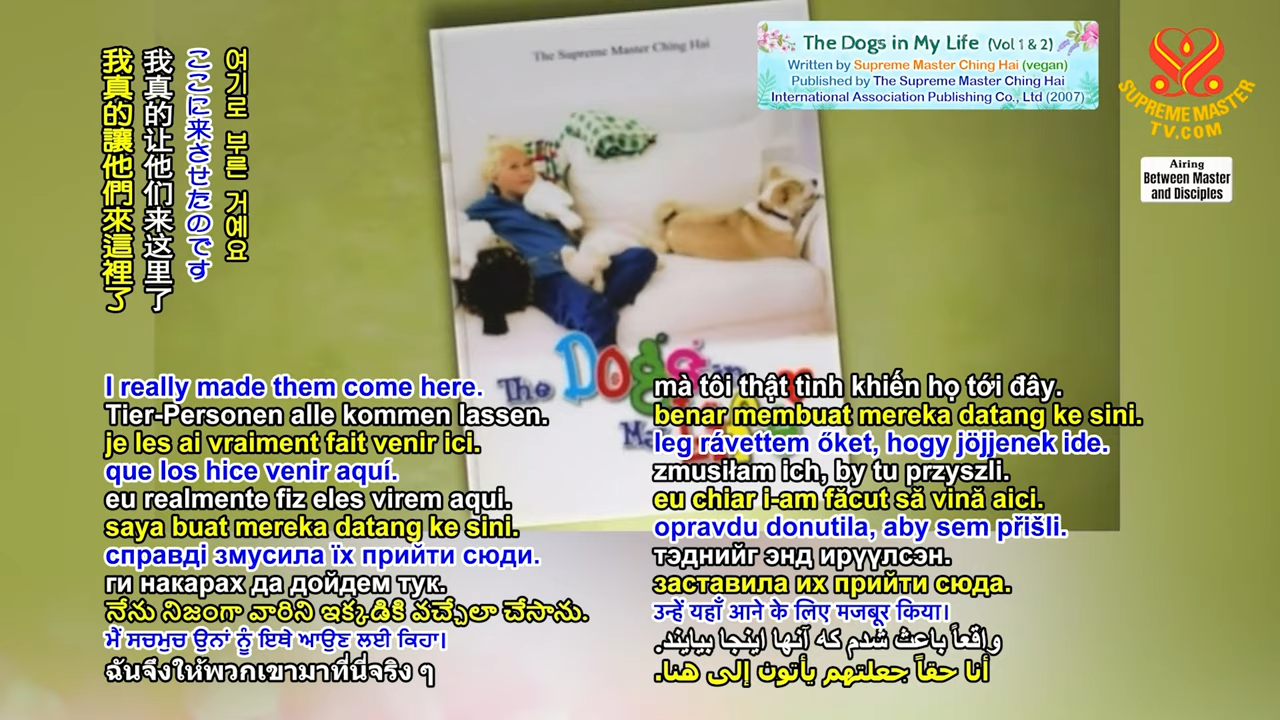 여기로 부른 거예요
ここに来させたのです
我真的让他们来这里了
我真的讓他們來這裡了
The Supreme Master Ching Hai
The Dogs in
My Life
The Dogs in My Life (Vol 1 & 2)
Written by Supreme Master Ching Hai (vegan)
Published by The Supreme Master Ching Hai
International Association Publishing Co., Ltd (2007)
SUPREME MASTER
TV.COM
Airing
Between Master
and Disciples
I really made them come here.
Tier-Personen alle kommen lassen.
je les ai vraiment fait venir ici.
que los hice venir aquí.
eu realmente fiz eles virem aqui.
saya buat mereka datang ke sini.
справді змусила їх прийти сюди.
ги накарах да дойдем тук.
నేను నిజంగా వారిని ఇక్కడికి వచ్చేలా చేసాను.
ਮੈਂ ਸਚਮੁਚ ਉਨਾਂ ਨੂੰ ਇਥੇ ਆਉਣ ਲਈ ਕਿਹਾ।
ฉันจึงให้พวกเขามาที่นี่จริง ๆ
mà tôi thật tình khiến họ tới đây.
benar membuat mereka datang ke sini.
leg rávettem őket, hogy jöjjenek ide.
zmusiłam ich, by tu przyszli.
eu chiar i-am făcut să vină aici.
opravdu donutila, aby sem přišli.
тэднийг энд ирүүлсэн.
заставила их прийти сюда.
उन्हें यहाँ आने के लिए मजबूर किया।
واقعاً باعث شدم که آنها اینجا بیایند.
أنا حقاً جعلتهم يأتون إلى هنا.